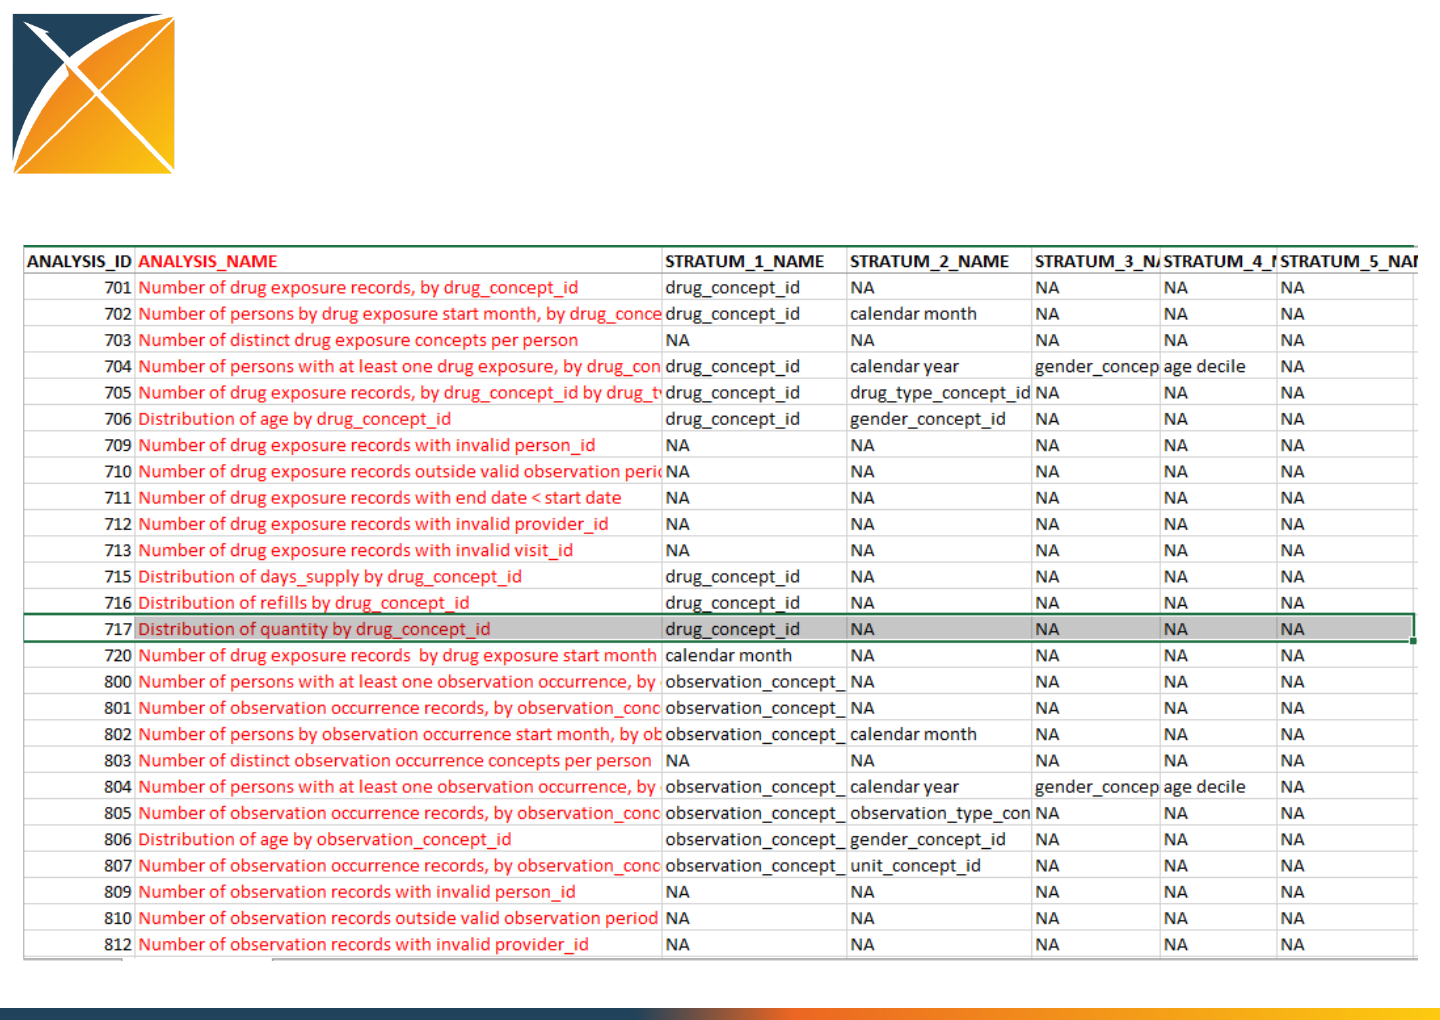 ANALYSIS_ID ANALYSIS_NAME STRATUM_1_NAME STRATUM_2_NAME STRATUM_3_NA STRATUM_4_ STRATUM_5_NA
701 Number of drug exposure records, by drug_concept_id drug_concept_id NA NA NA NA
702 Number of persons by drug exposure start month, by drug_conce drug_concept_id calendar month NA NA NA
703 Number of distinct drug exposure concepts per person NA NA NA NA NA
704 Number of persons with at least one drug exposure, by drug_con drug_concept_id calendar year gender_concep age decile NA
705 Number of drug exposure records, by drug_concept_id by drug_t drug_concept_id drug_type_concept_id NA NA NA
706 Distribution of age by drug_concept_id drug_concept_id gender_concept_id NA NA NA
709 Number of drug exposure records with invalid person_id NA NA NA NA NA
710 Number of drug exposure records outside valid observation peri NA NA NA NA NA
711 Number of drug exposure records with end date < start date NA NA NA NA NA
712 Number of drug exposure records with invalid provider_id NA NA NA NA NA
713 Number of drug exposure records with invalid visit_id NA NA NA NA NA
715 Distribution of days_supply by drug_concept_id drug_concept_id NA NA NA NA
716 Distribution of refills by drug_concept_id drug_concept_id NA NA NA NA
717 Distribution of quantity by drug_concept_id drug_concept_id NA NA NA NA
720 Number of drug exposure records by drug exposure start month calendar month NA NA NA NA
800 Number of persons with at least one observation occurrence, by observation_concept_ NA NA NA NA
801 Number of observation occurrence records, by observation_conc observation_concept_ NA NA NA NA
802 Number of persons by observation occurrence start month, by ob observation_concept_ calendar month NA NA NA
803 Number of distinct observation occurrence concepts per person NA NA NA NA NA
804 Number of persons with at least one observation occurrence, by observation_concept_ calendar year gender_concep age decile NA
805 Number of observation occurrence records, by observation_conc observation_concept_ observation_type_con NA NA NA
806 Distribution of age by observation_concept_id observation_concept_ gender_concept_id NA NA NA
807 Number of observation occurrence records, by observation_conc observation_concept_ unit_concept_id NA NA NA
809 Number of observation records with invalid person_id NA NA NA NA NA
810 Number of observation records outside valid observation period NA NA NA NA NA
812 Number of observation records with invalid provider_id NA NA NA NA NA